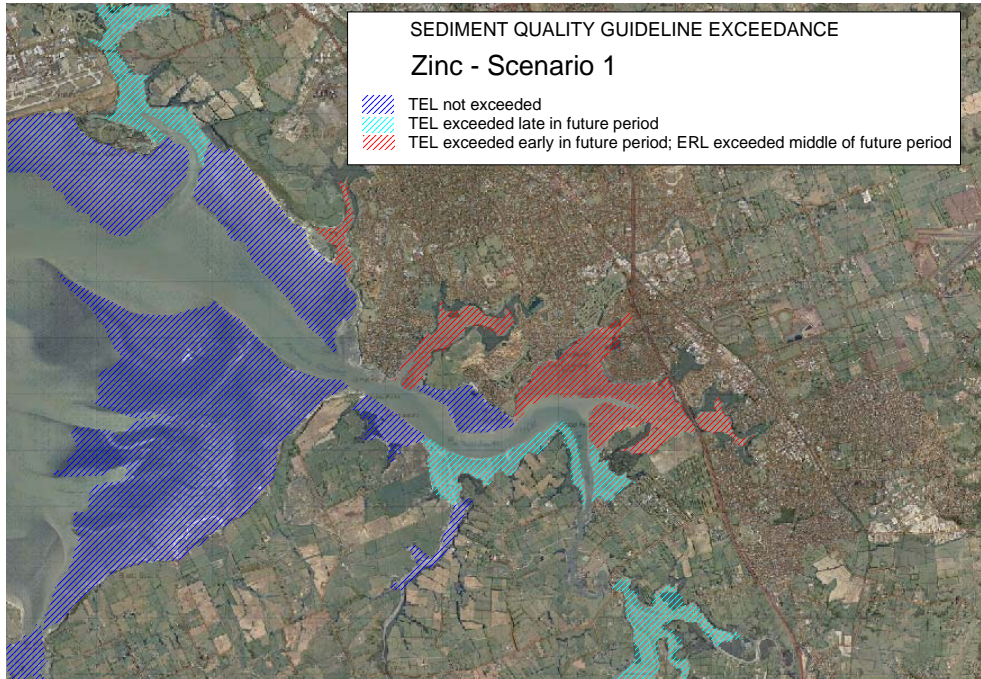 SEDIMENT QUALITY GUIDELINE EXCEEDANCE
Zinc - Scenario 1
TEL not exceeded
TEL exceeded late in future period
TEL exceeded early in future period; ERL exceeded middle of future period